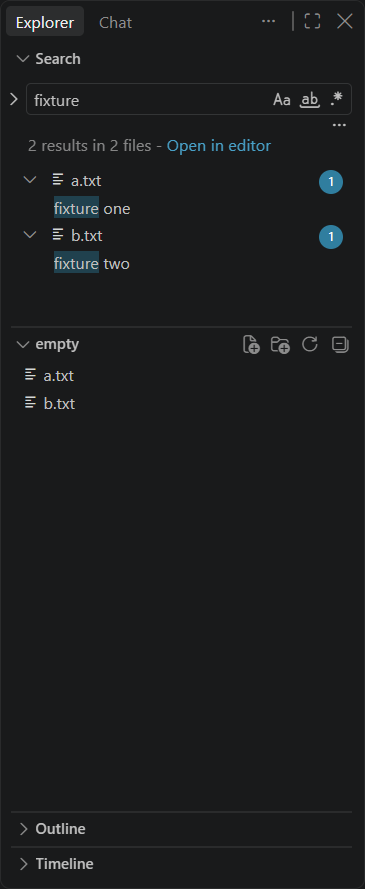 Explorer Chat
Search
fixture Aa ab .*
2 results in 2 files - Open in editor
a.txt 1
fixture one
b.txt 1
fixture two
empty
a.txt
b.txt
Outline
Timeline